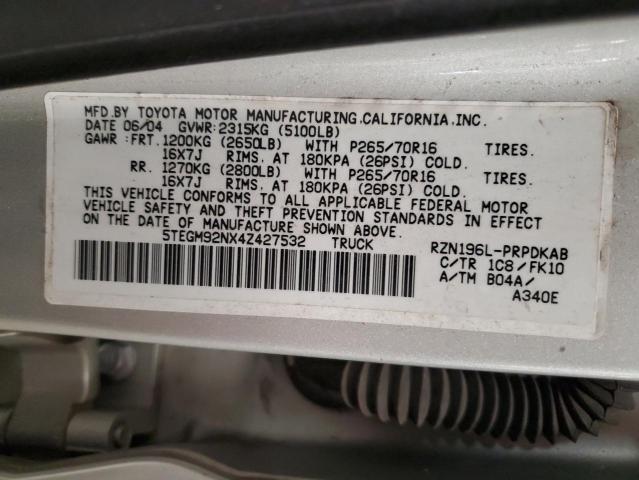 MFD.BY TOYOTA MOTOR MANUFACTURING,CALIFORNIA,INC.
DATE 06/04 GVWR:2315KG (5100LB)
GAWR: FRT.1200KG (2650LB) WITH P265/70R16 TIRES.
16X7J RIMS, AT 180KPA (26PSI) COLD.
RR. 1270KG (2800LB) WITH P265/70R16 TIRES.
16X7J RIMS, AT 180KPA (26PSI) COLD.
THIS VEHICLE CONFORMS TO ALL APPLICABLE FEDERAL MOTOR
VEHICLE SAFETY AND THEFT PREVENTION STANDARDS IN EFFECT
ON THE DATE OF MANUFACTURE SHOWN ABOVE.
5TEGM92NX4Z427532 TRUCK RZN196L-PRPDKAB
C/TR 1C8/FK10
A/TM B04A/
A340E